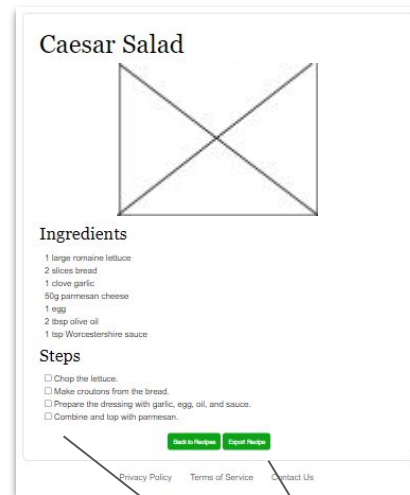 Caesar Salad
Ingredients
1 large romaine lettuce
2 slices bread
1 clove garlic
50g parmesan cheese
1 egg
2 tbsp olive oil
1 tsp Worcestershire sauce
Steps
Chop the lettuce.
Make croutons from the bread.
Prepare the dressing with garlic, egg, oil, and sauce.
Combine and top with parmesan.
Back to Recipes Export Recipe
Privacy Policy Terms of Service Contact Us